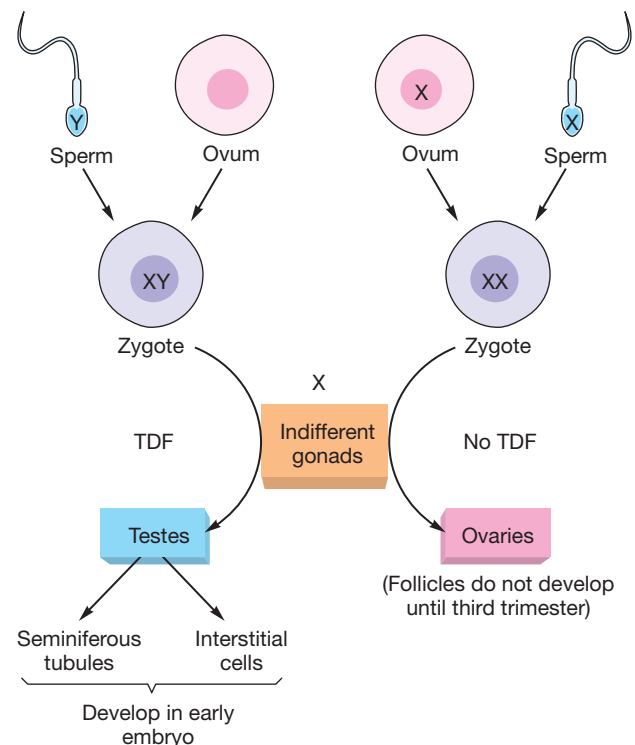 Y
X
X
Sperm
Ovum
Ovum
Sperm
XY
XX
Zygote
Zygote
X
TDF
Indifferent
gonads
No TDF
Testes
Ovaries
(Follicles do not develop
until third trimester)
Seminiferous
tubules
Interstitial
cells
Develop in early
embryo